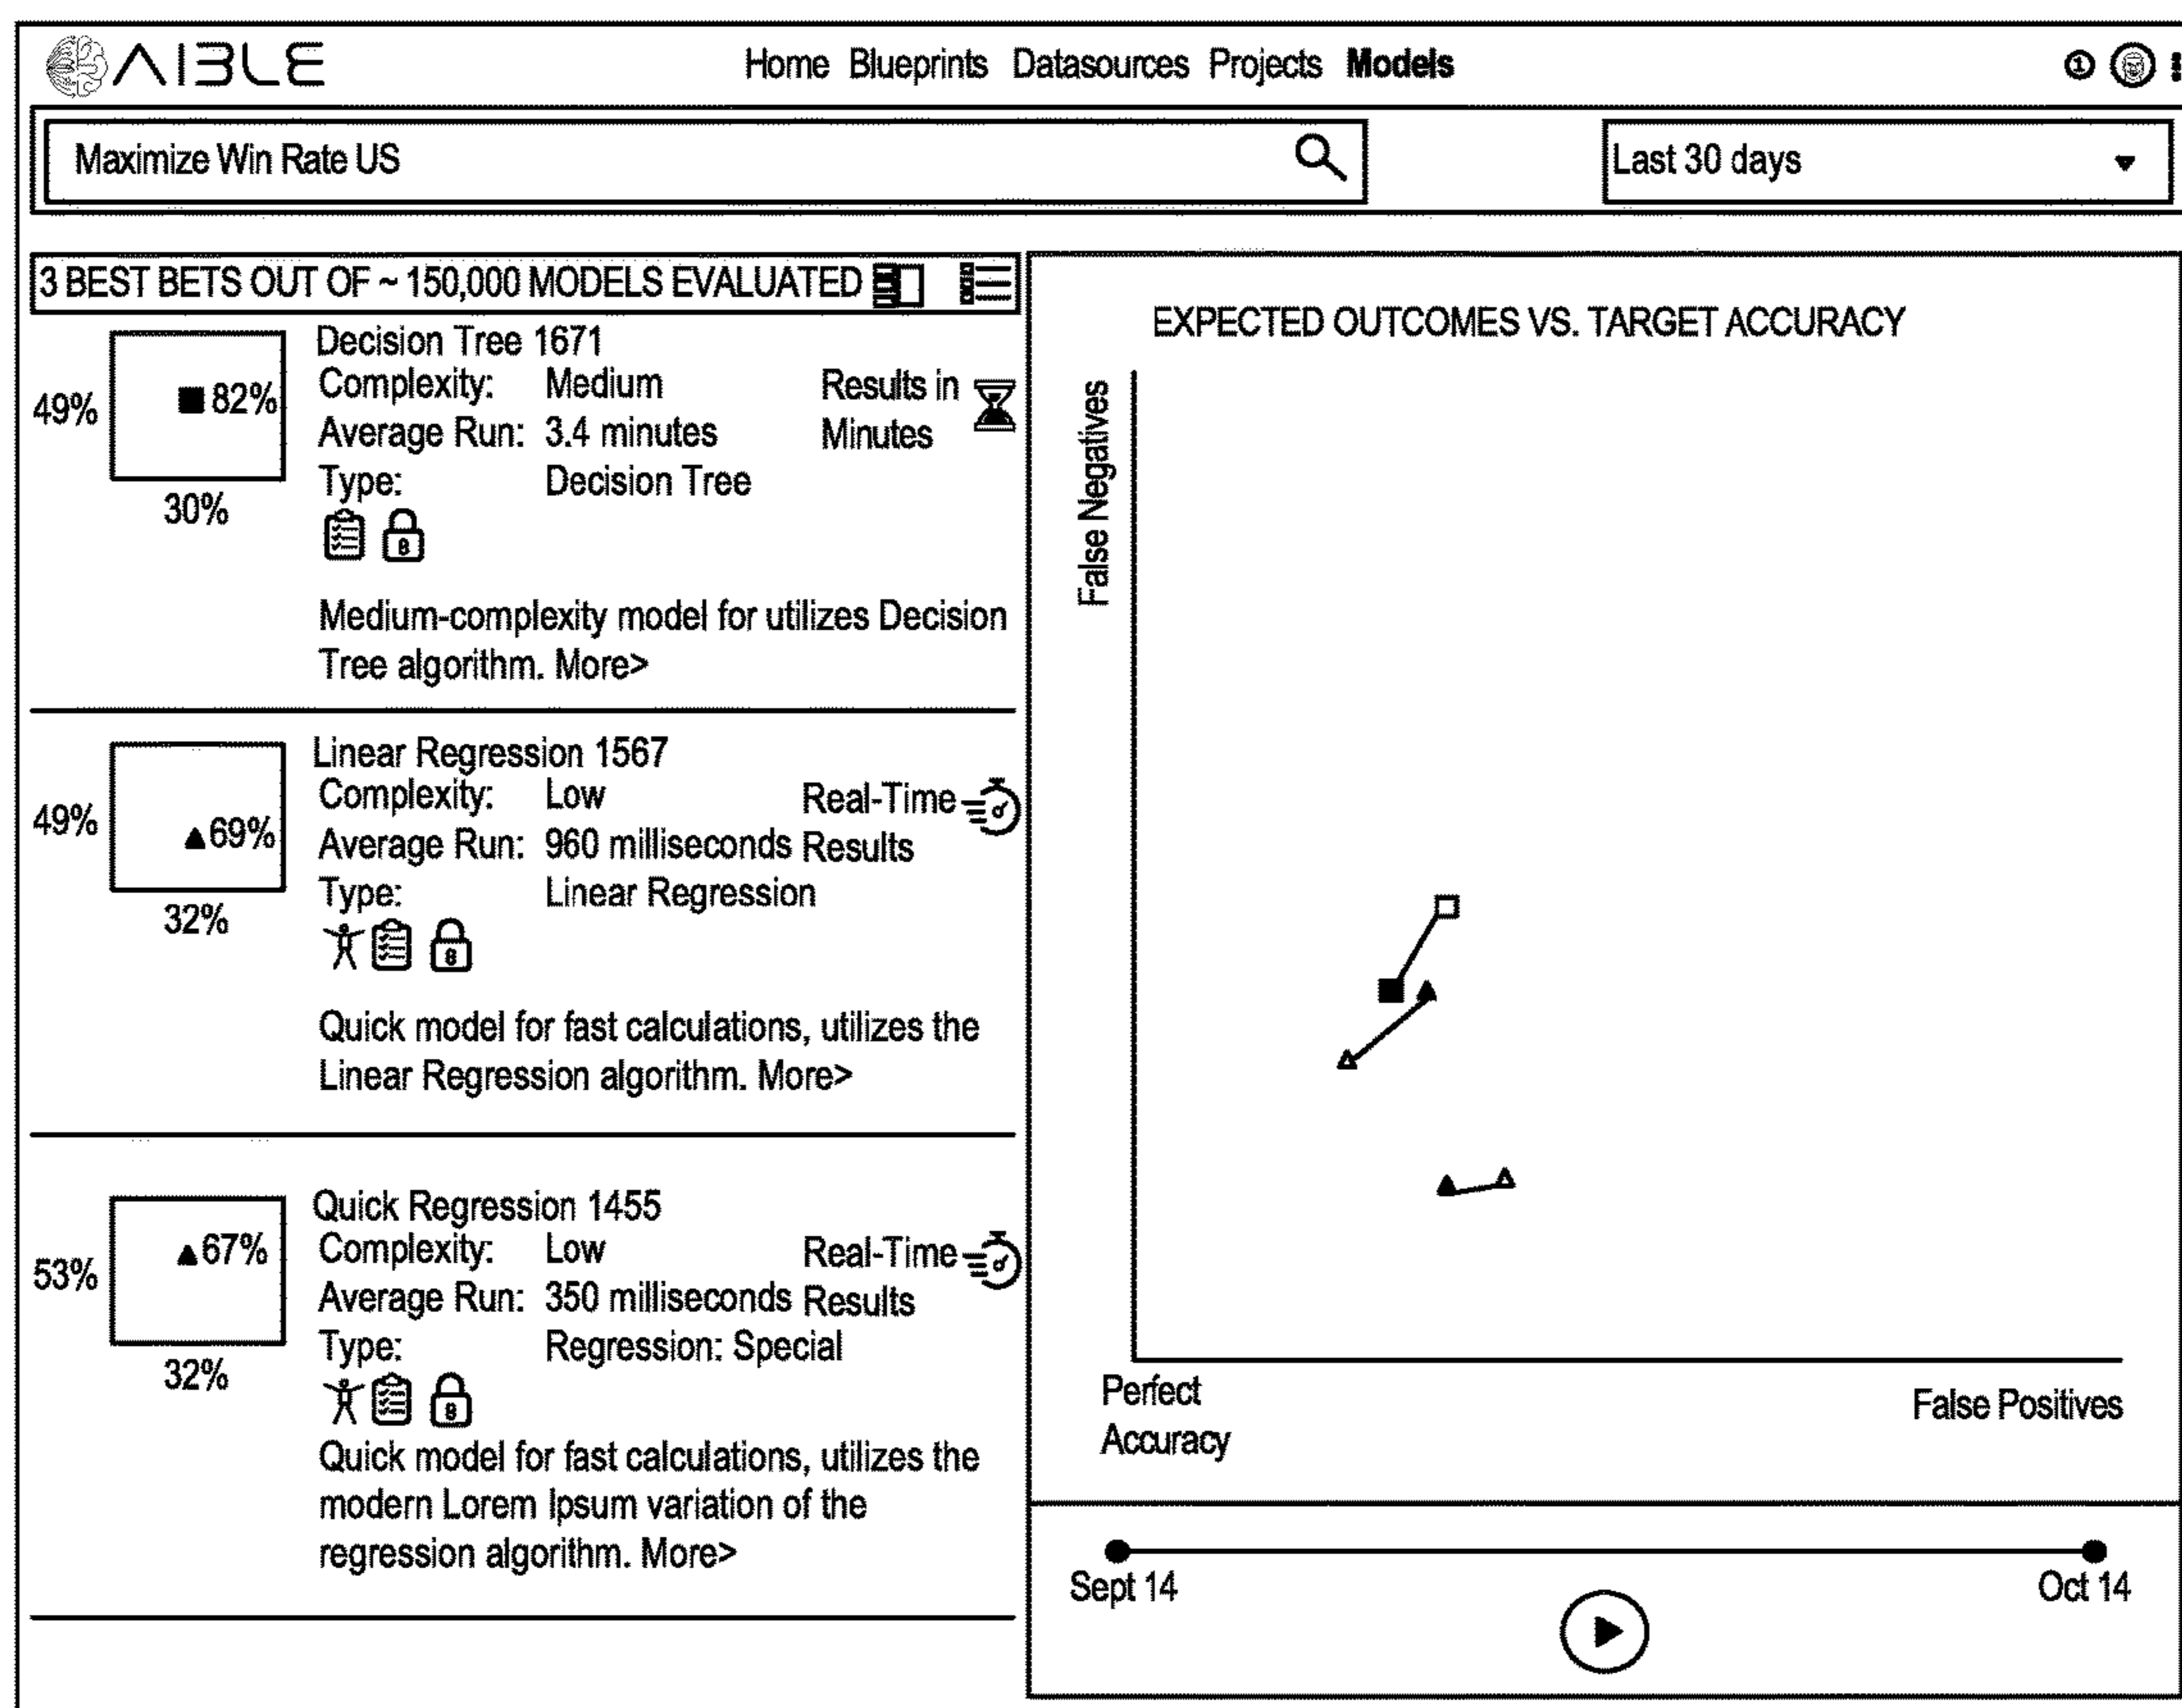 AIBLE
Home Blueprints Datasources Projects Models
1
Maximize Win Rate US
Last 30 days
3 BEST BETS OUT OF ~ 150,000 MODELS EVALUATED
Decision Tree 1671
49%
82%
30%
Complexity: Medium
Average Run: 3.4 minutes
Type: Decision Tree
Results in
Minutes
8
Medium-complexity model for utilizes Decision
Tree algorithm. More>
Linear Regression 1567
49%
69%
32%
Complexity: Low
Average Run: 960 milliseconds
Type: Linear Regression
Real-Time
Results
8
Quick model for fast calculations, utilizes the
Linear Regression algorithm. More>
Quick Regression 1455
53%
67%
32%
Complexity: Low
Average Run: 350 milliseconds
Type: Regression: Special
Real-Time
Results
8
Quick model for fast calculations, utilizes the
modern Lorem Ipsum variation of the
regression algorithm. More>
EXPECTED OUTCOMES VS. TARGET ACCURACY
False Negatives
Perfect
Accuracy
False Positives
Sept 14
Oct 14